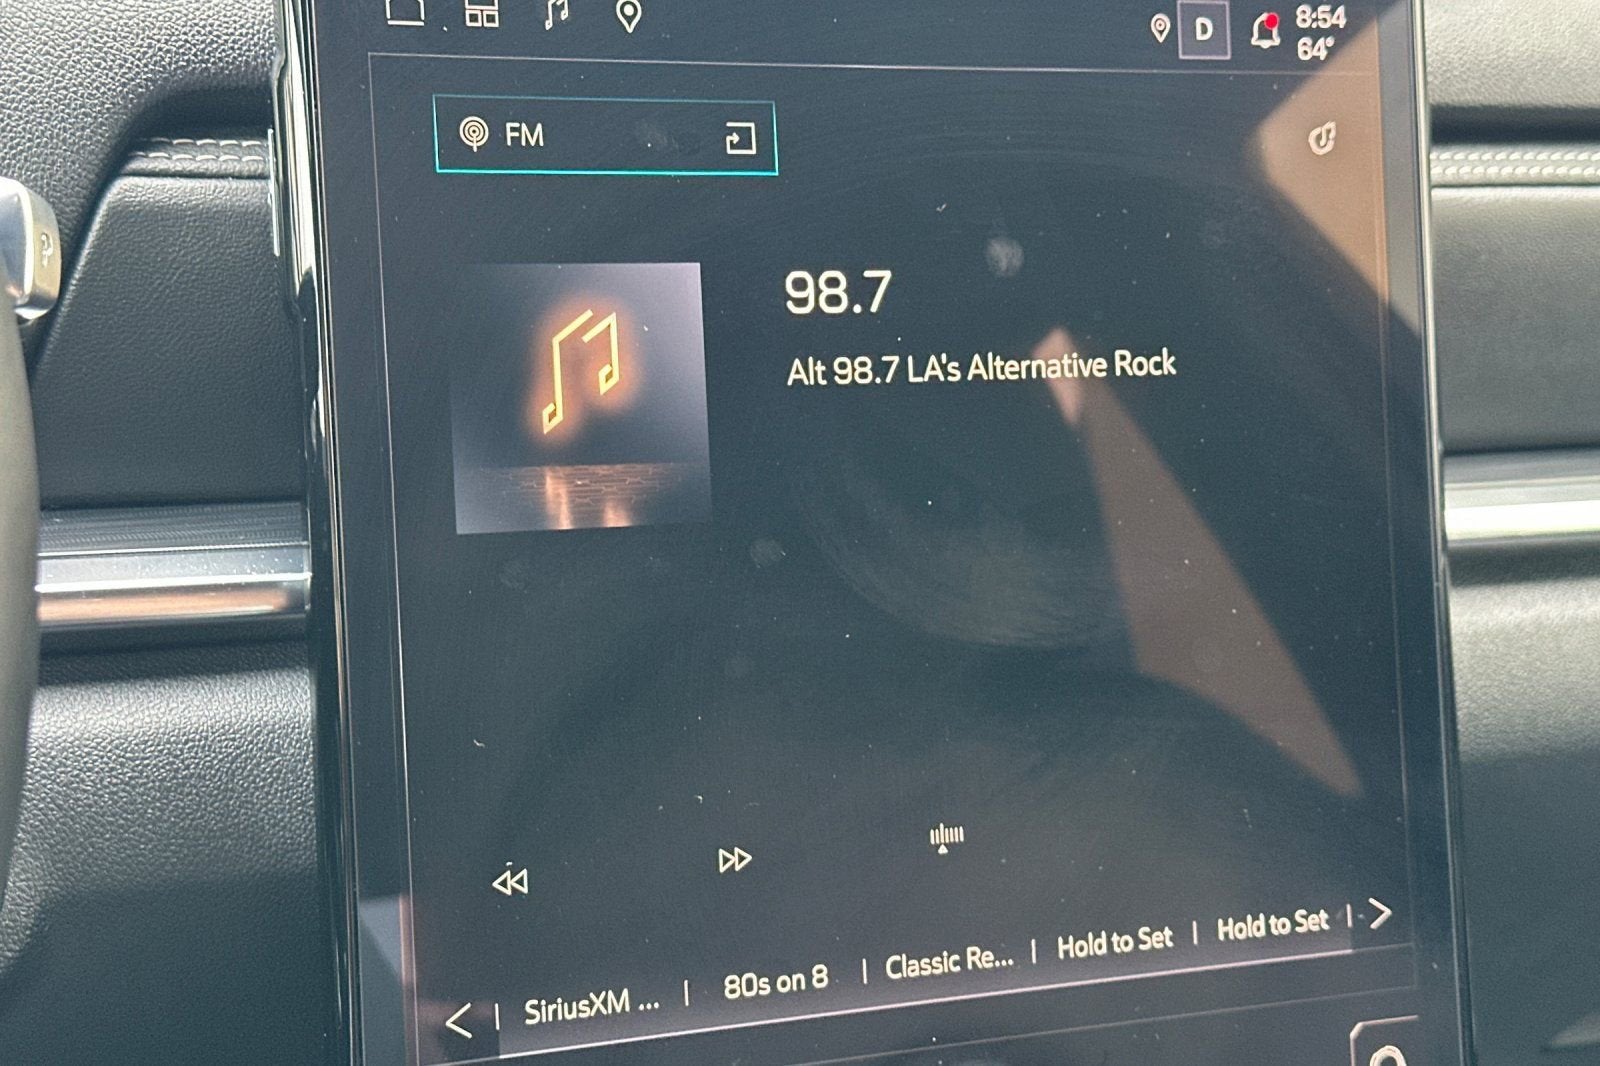 D
8:54
64°
FM
98.7
Alt 98.7 LA's Alternative Rock
SiriusXM ... | 80s on 8 | Classic Re... | Hold to Set | Hold to Set |